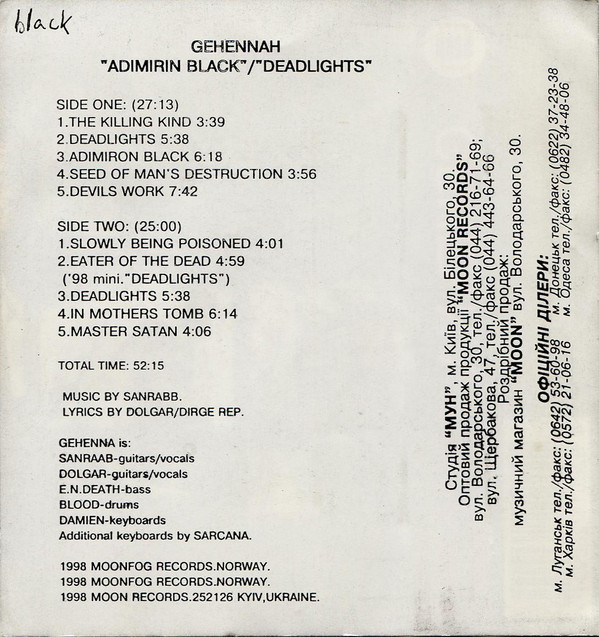 black
GEHENNAH
"ADIMIRIN BLACK"/"DEADLIGHTS"
SIDE ONE: (27:13)
1.THE KILLING KIND 3:39
2.DEADLIGHTS 5:38
3.ADIMIRON BLACK 6:18
4.SEED OF MAN'S DESTRUCTION 3:56
5.DEVILS WORK 7:42
SIDE TWO: (25:00)
1.SLOWLY BEING POISONED 4:01
2.EATER OF THE DEAD 4:59
('98 mini."DEADLIGHTS")
3.DEADLIGHTS 5:38
4.IN MOTHERS TOMB 6:14
5.MASTER SATAN 4:06
TOTAL TIME: 52:15
MUSIC BY SANRABB.
LYRICS BY DOLGAR/DIRGE REP.
GEHENNA is:
SANRAAB-guitars/vocals
DOLGAR-guitars/vocals
E.N.DEATH-bass
BLOOD-drums
DAMIEN-keyboards
Additional keyboards by SARCANA.
1998 MOONFOG RECORDS.NORWAY.
1998 MOONFOG RECORDS.NORWAY.
1998 MOON RECORDS.252126 KYIV,UKRAINE.
Студія "МУН", м. Київ, вул. Білецького, 30.
Оптовий продаж продукції "MOON RECORDS"
вул. Володарського, 30, тел./факс (044) 216-71-69;
вул. Щербакова, 47, тел./факс (044) 443-64-66
Роздрібний продаж:
музичний магазин "MOON" вул. Володарського, 30.
ОФІЦІЙНІ ДІЛЕРИ:
м. Луганськ тел./факс: (0642) 53-60-98 м. Донецьк тел./факс: (0622) 37-23-38
м. Харків тел./факс: (0572) 21-06-16 м. Одеса тел./факс: (0482) 34-48-06